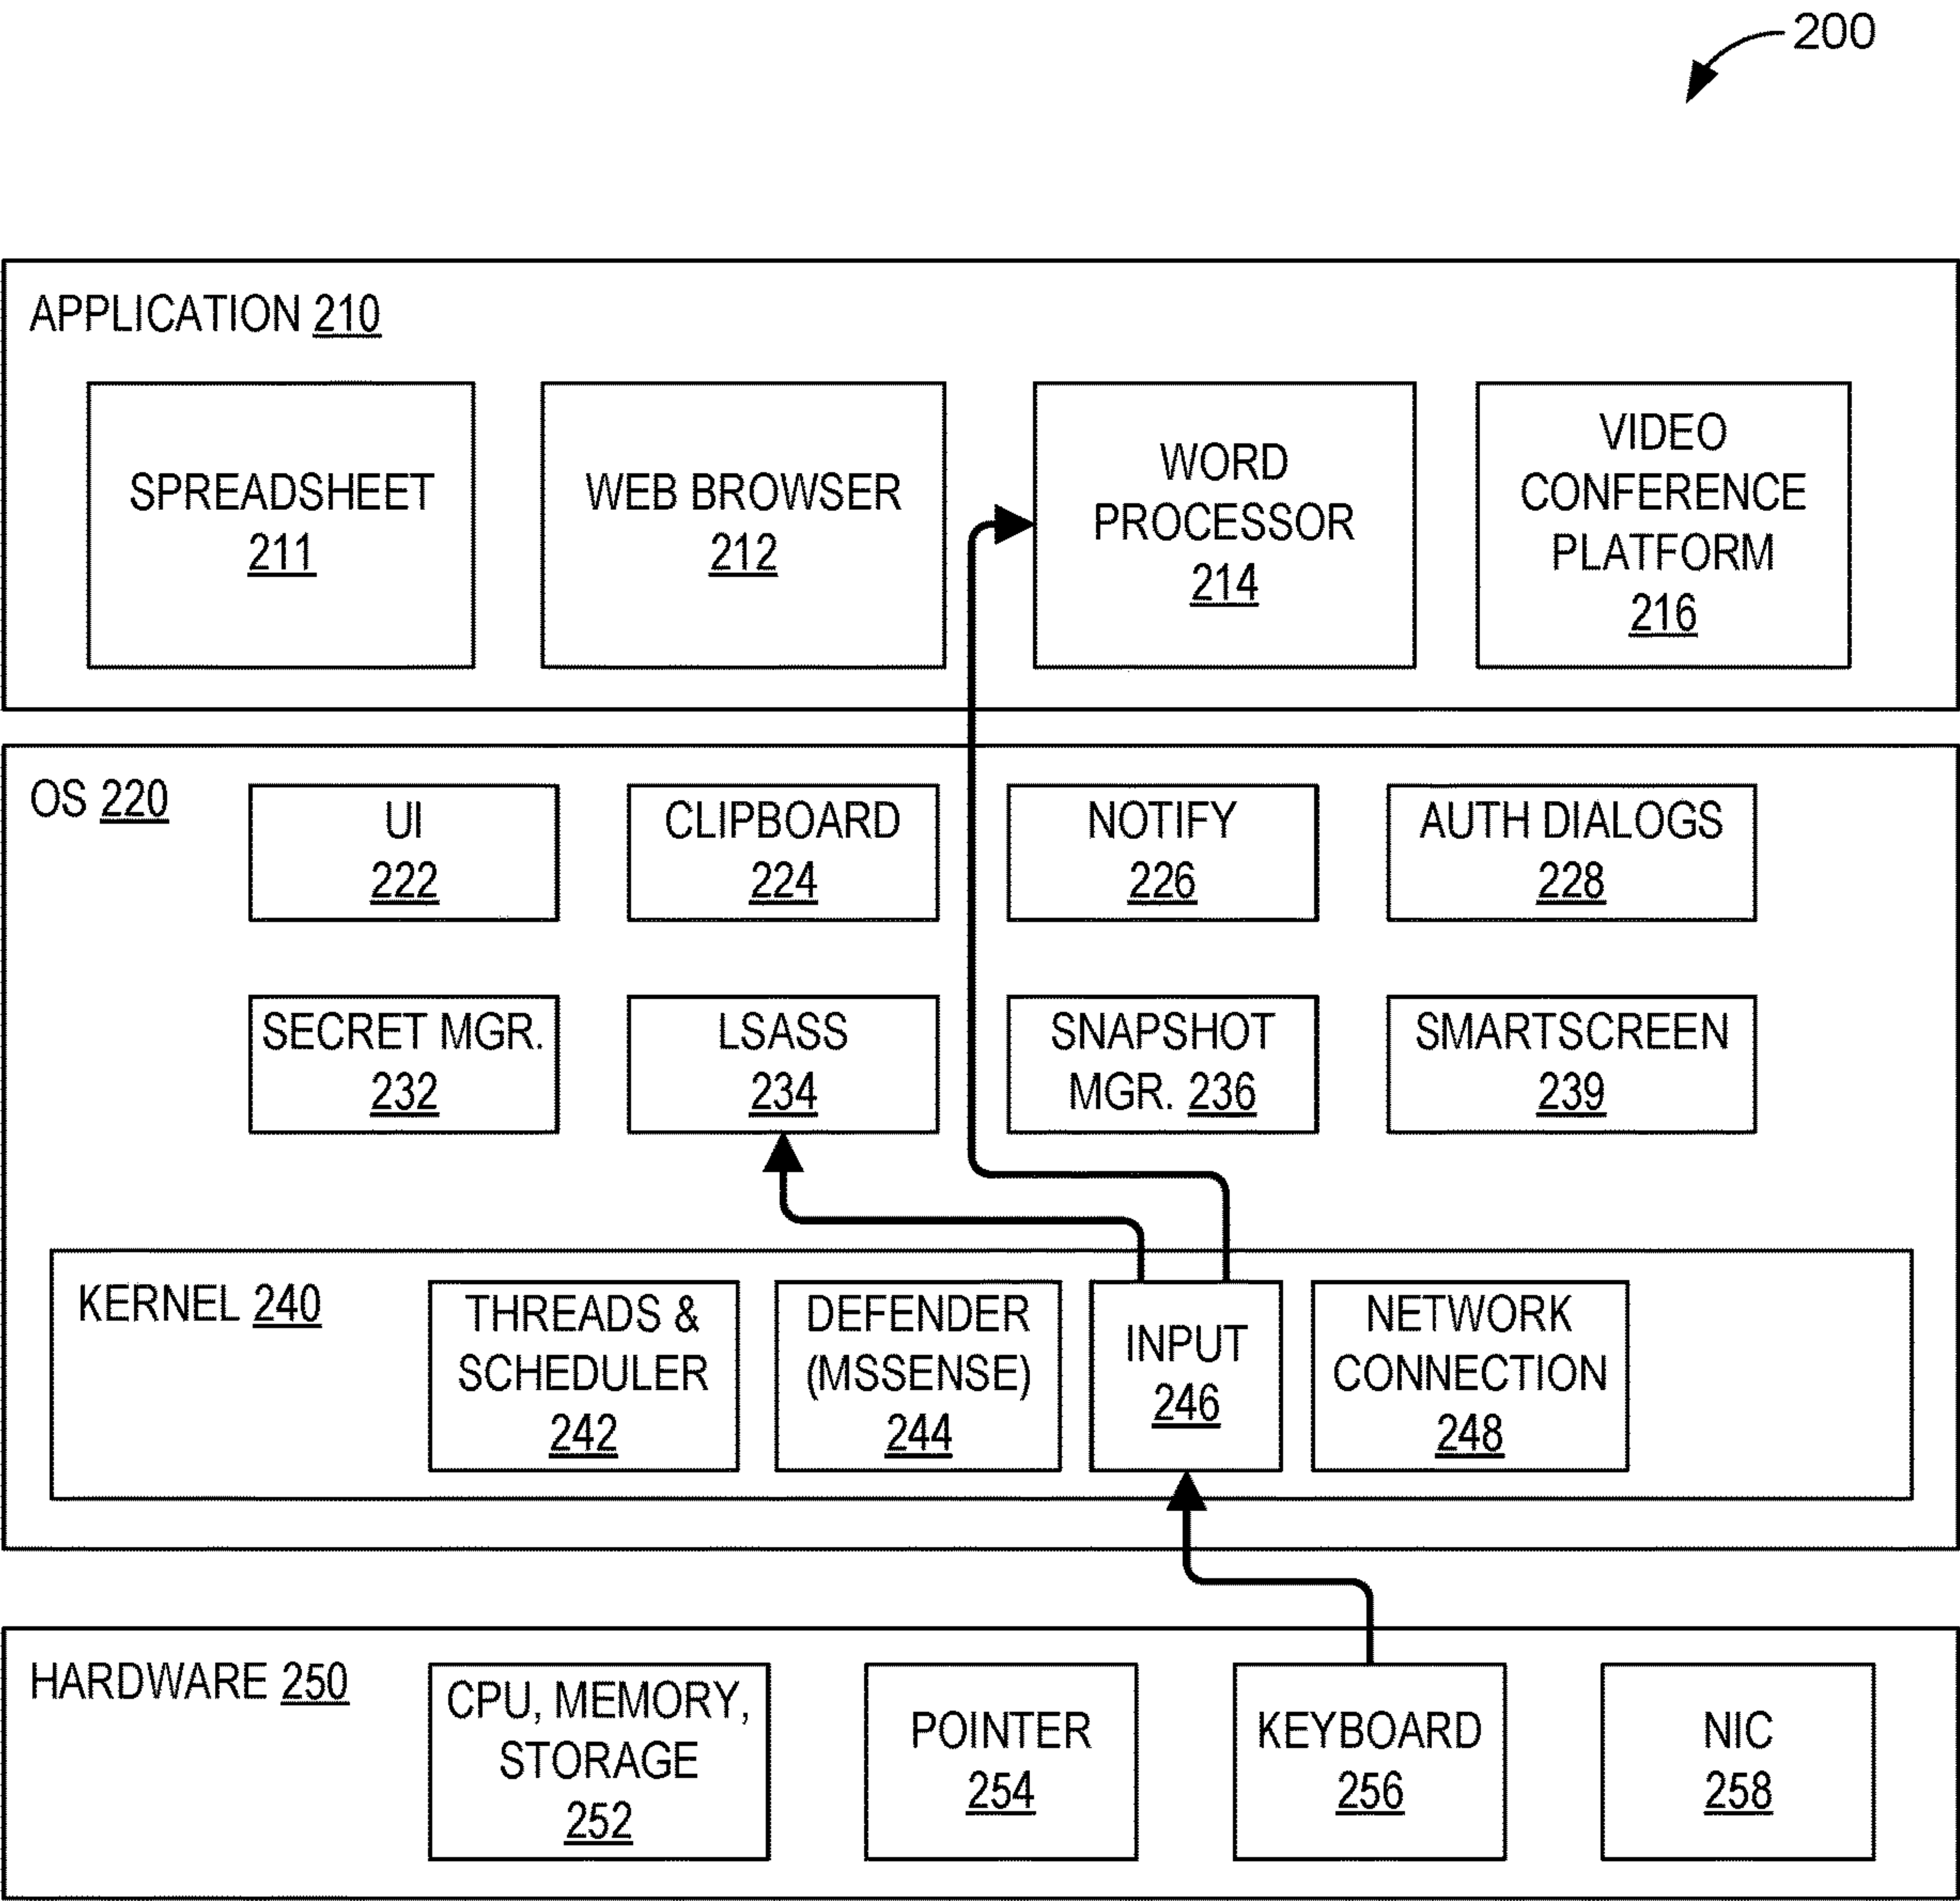 200
APPLICATION 210
SPREADSHEET
211
WEB BROWSER
212
WORD
PROCESSOR
214
VIDEO
CONFERENCE
PLATFORM
216
OS 220
UI
222
CLIPBOARD
224
NOTIFY
226
AUTH DIALOGS
228
SECRET MGR.
232
LSASS
234
SNAPSHOT
MGR. 236
SMARTSCREEN
239
KERNEL 240
THREADS &
SCHEDULER
242
DEFENDER
(MSSENSE)
244
INPUT
246
NETWORK
CONNECTION
248
HARDWARE 250
CPU, MEMORY,
STORAGE
252
POINTER
254
KEYBOARD
256
NIC
258